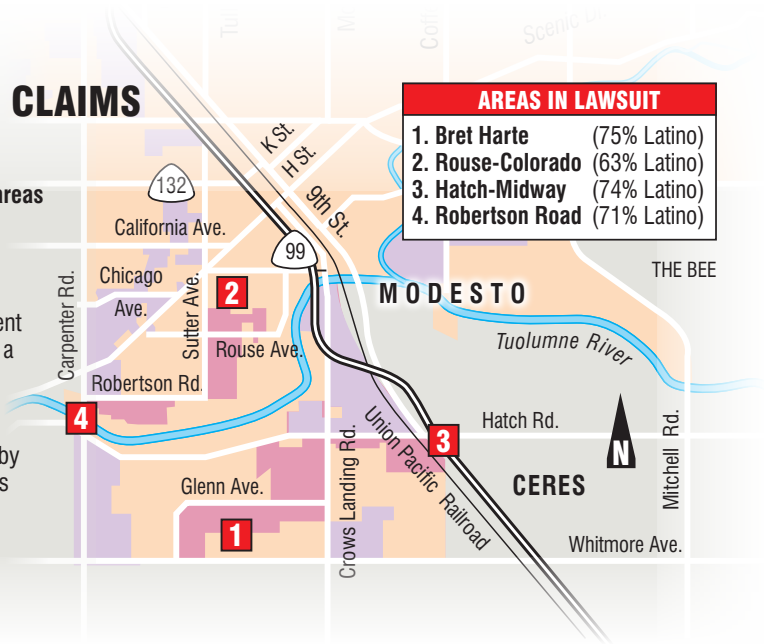 CLAIMS
areas
ent
a
by
s
AREAS IN LAWSUIT
1. Bret Harte (75% Latino)
2. Rouse-Colorado (63% Latino)
3. Hatch-Midway (74% Latino)
4. Robertson Road (71% Latino)
THE BEE
Scenic D
K St.
H St.
9th St.
132
California Ave.
99
Chicago
Ave.
Carpenter Rd.
Sutter Ave.
2
MODESTO
Tuolumne River
Rouse Ave.
Robertson Rd.
4
Hatch Rd.
3
N
Mitchell Rd.
Union Pacific Railroad
Crows Landing Rd.
CERES
Glenn Ave.
1
Whitmore Ave.